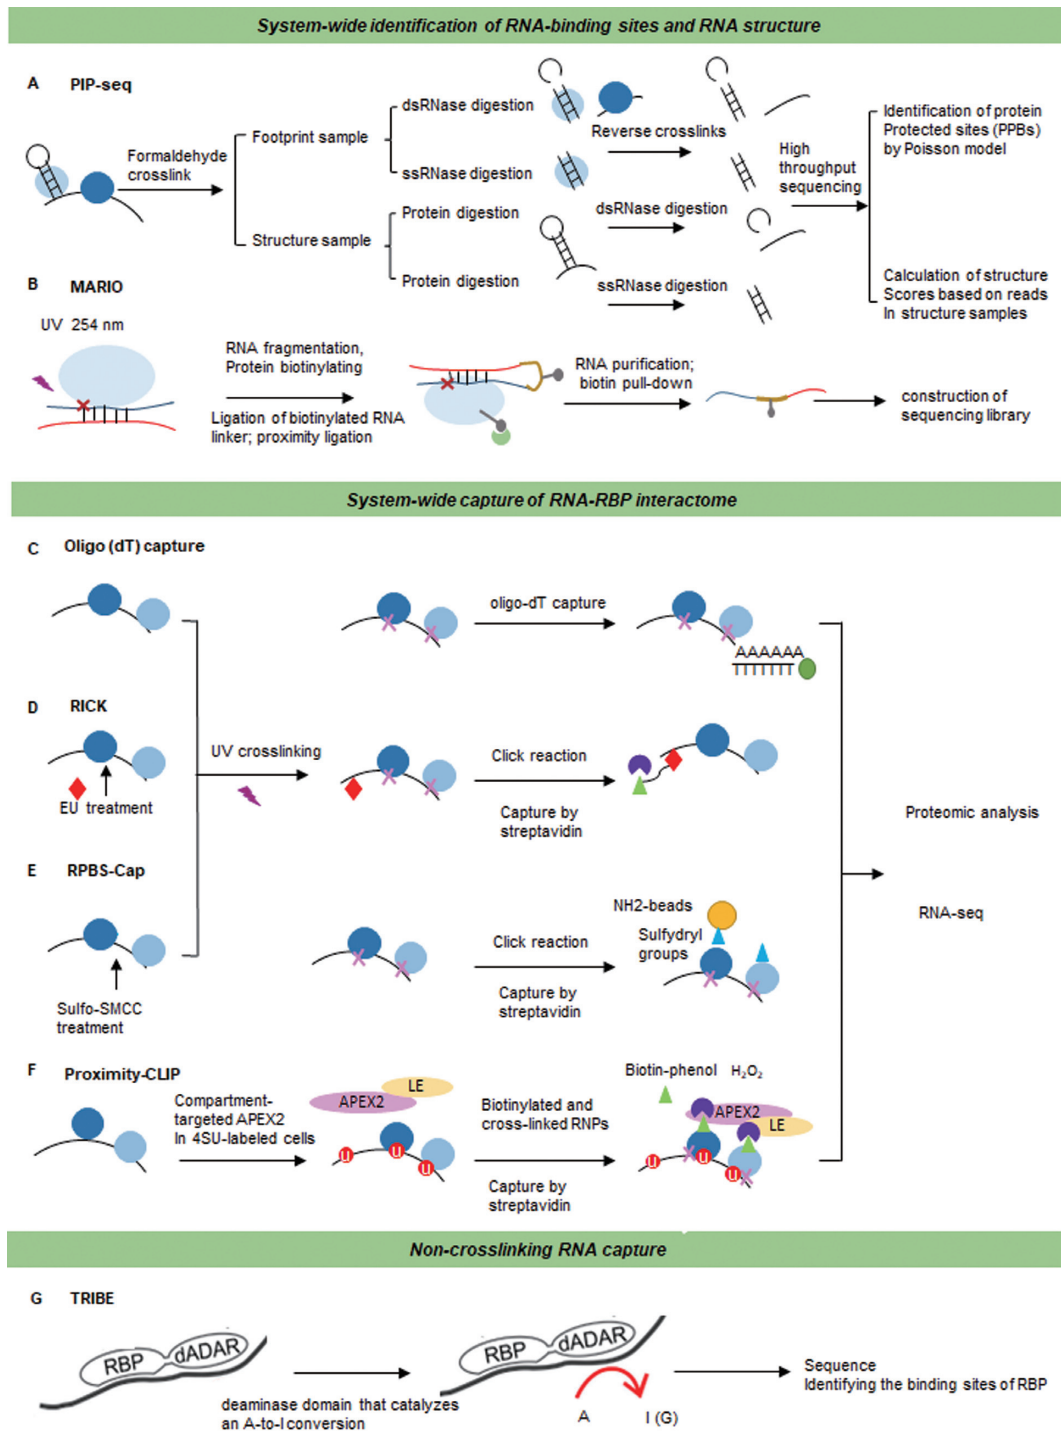 System-wide identification of RNA-binding sites and RNA structure
A PIP-seq
Formaldehyde
crosslink
Footprint sample
Structure sample
dsRNase digestion
ssRNase digestion
Protein digestion
Protein digestion
Reverse crosslinks
dsRNase digestion
ssRNase digestion
High
throughput
sequencing
Identification of protein
Protected sites (PPBs)
by Poisson model
Calculation of structure
Scores based on reads
In structure samples
B MARIO
UV 254 nm
RNA fragmentation,
Protein biotinylating
Ligation of biotinylated RNA
linker; proximity ligation
RNA purification;
biotin pull-down
construction of
sequencing library
System-wide capture of RNA-RBP interactome
C Oligo (dT) capture
oligo-dT capture
AAAAAA
TTTTTTT
D RICK
EU treatment
UV crosslinking
Click reaction
Capture by
streptavidin
Proteomic analysis
RNA-seq
E RPBS-Cap
Sulfo-SMCC
treatment
Click reaction
Capture by
streptavidin
NH2-beads
Sulfydryl
groups
F Proximity-CLIP
Compartment-
targeted APEX2
In 4SU-labeled cells
LE
APEX2
U
U
U
Biotinylated and
cross-linked RNPs
Capture by
streptavidin
Biotin-phenol H₂O₂
APEX2
LE
U
U
U
Non-crosslinking RNA capture
G TRIBE
RBP dADAR
deaminase domain that catalyzes
an A-to-I conversion
RBP dADAR
A I (G)
Sequence
Identifying the binding sites of RBP